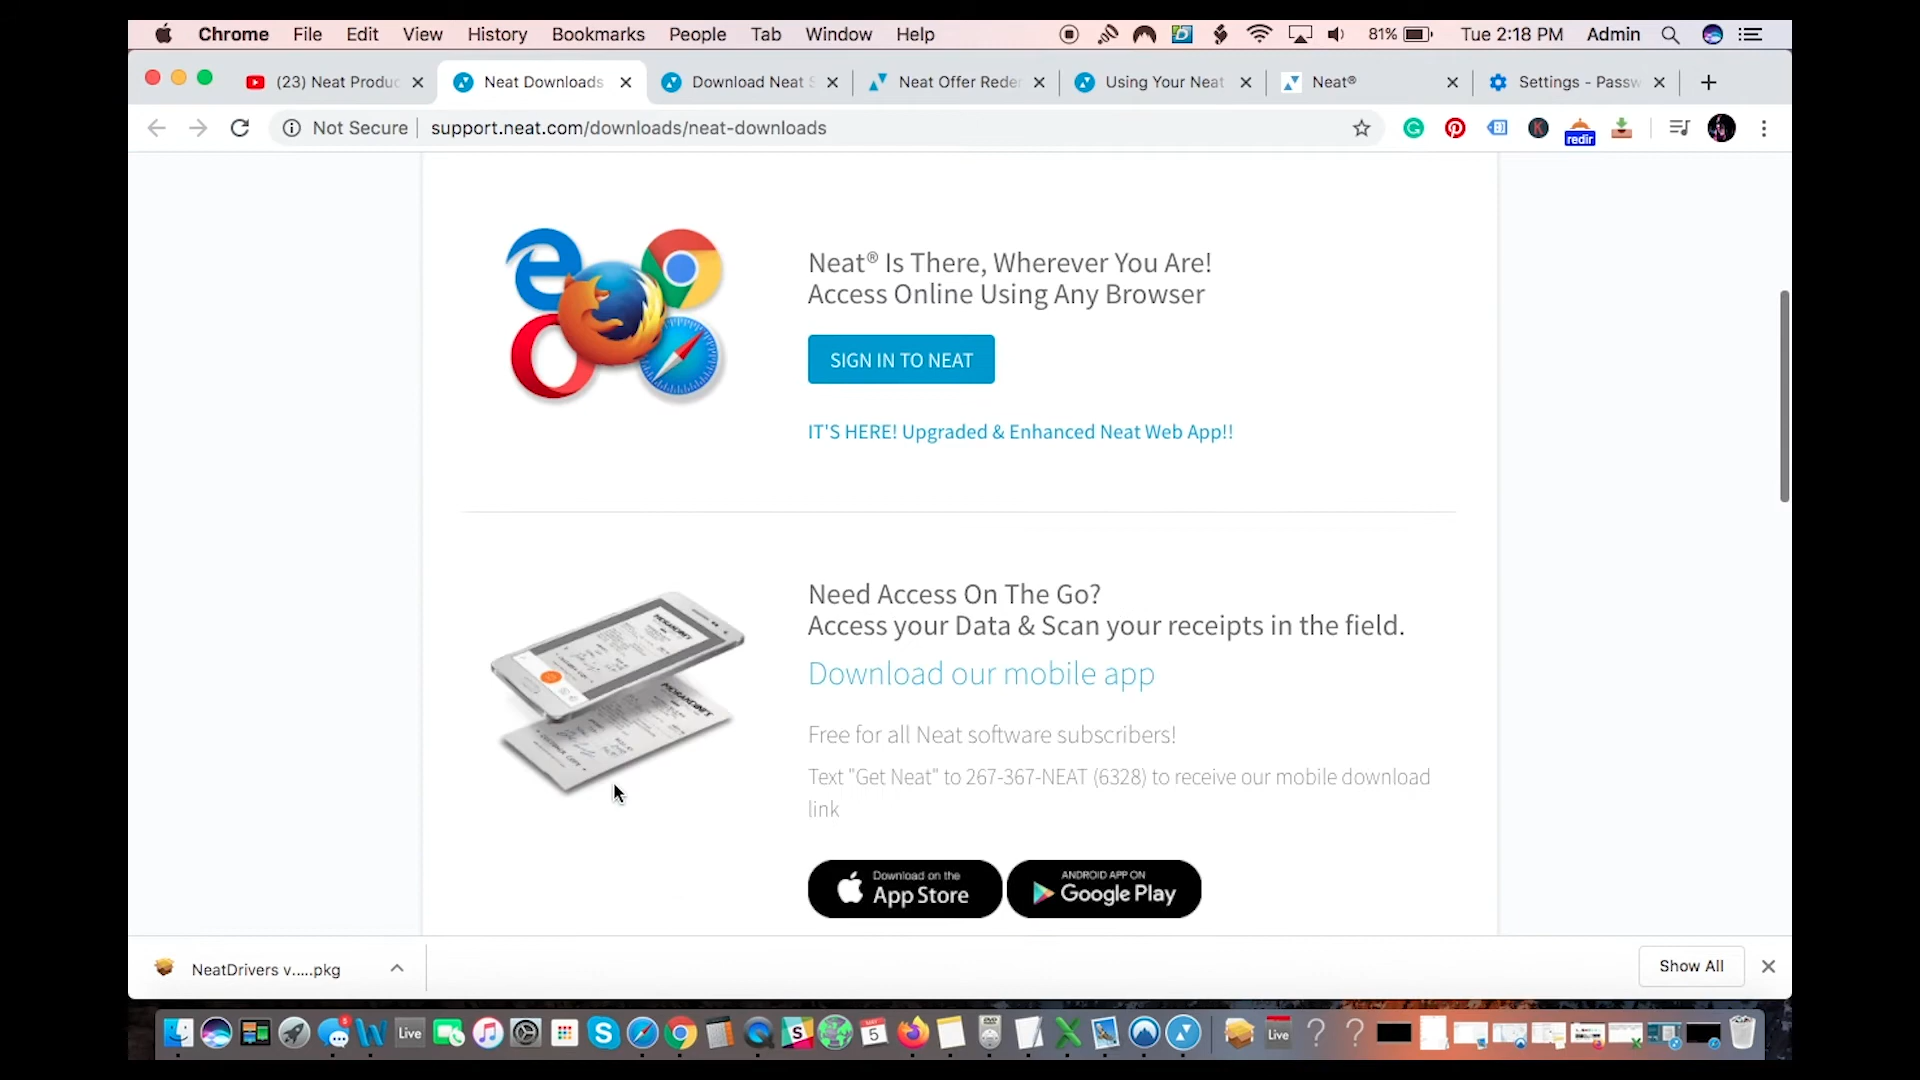 Chrome File Edit View History Bookmarks People Tab Window Help 81% Tue 2:18 PM Admin
(23) Neat Produc Neat Downloads Download Neat S Neat Offer Reder Using Your Neat Neat® Settings - Passw
Not Secure support.neat.com/downloads/neat-downloads redir
Neat® Is There, Wherever You Are!
Access Online Using Any Browser
SIGN IN TO NEAT
IT'S HERE! Upgraded & Enhanced Neat Web App!!
Need Access On The Go?
Access your Data & Scan your receipts in the field.
Download our mobile app
Free for all Neat software subscribers!
Text "Get Neat" to 267-367-NEAT (6328) to receive our mobile download
link
Download on the
App Store
ANDROID APP ON
Google Play
NeatDrivers v.....pkg
Show All
Live 5 Live